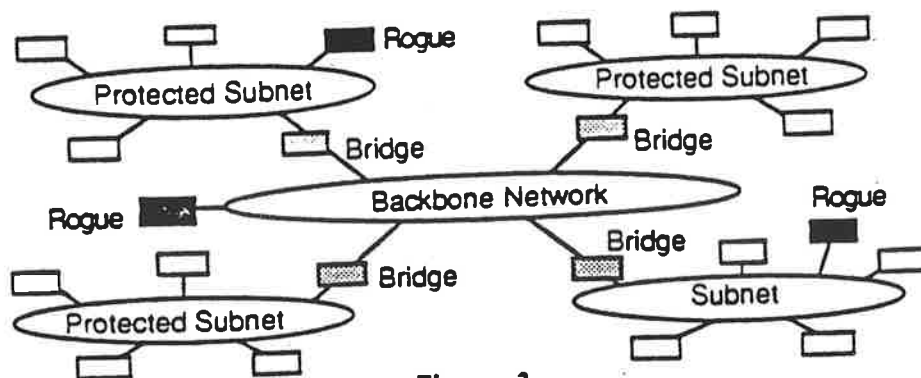 Rogue
Protected Subnet
Protected Subnet
Bridge
Bridge
Backbone Network
Rogue
Rogue
Bridge
Bridge
Subnet
Protected Subnet